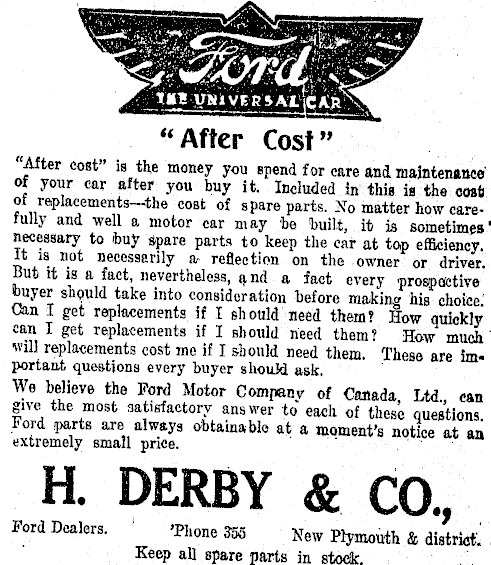 Ford
THE UNIVERSAL CAR
"After Cost"
"After cost" is the money you spend for care and maintenance
of your car after you buy it. Included in this is the cost
of replacements—the cost of spare parts. No matter how care-
fully and well a motor car may be built, it is sometimes
necessary to buy spare parts to keep the car at top efficiency.
It is not necessarily a reflection on the owner or driver.
But it is a fact, nevertheless, and a fact every prospective
buyer should take into consideration before making his choice.
Can I get replacements if I should need them? How quickly
can I get replacements if I should need them? How much
will replacements cost me if I should need them. These are im-
portant questions every buyer should ask.
We believe the Ford Motor Company of Canada, Ltd., can
give the most satisfactory answer to each of these questions.
Ford parts are always obtainable at a moment's notice at an
extremely small price.
H. DERBY & CO.,
Ford Dealers. 'Phone 355 New Plymouth & district.
Keep all spare parts in stock.